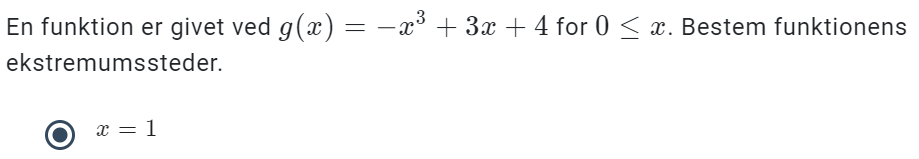 En funktion er givet ved g(x) = −x³ + 3x + 4 for 0 ≤ x. Bestem funktionens
ekstremumssteder.
x = 1